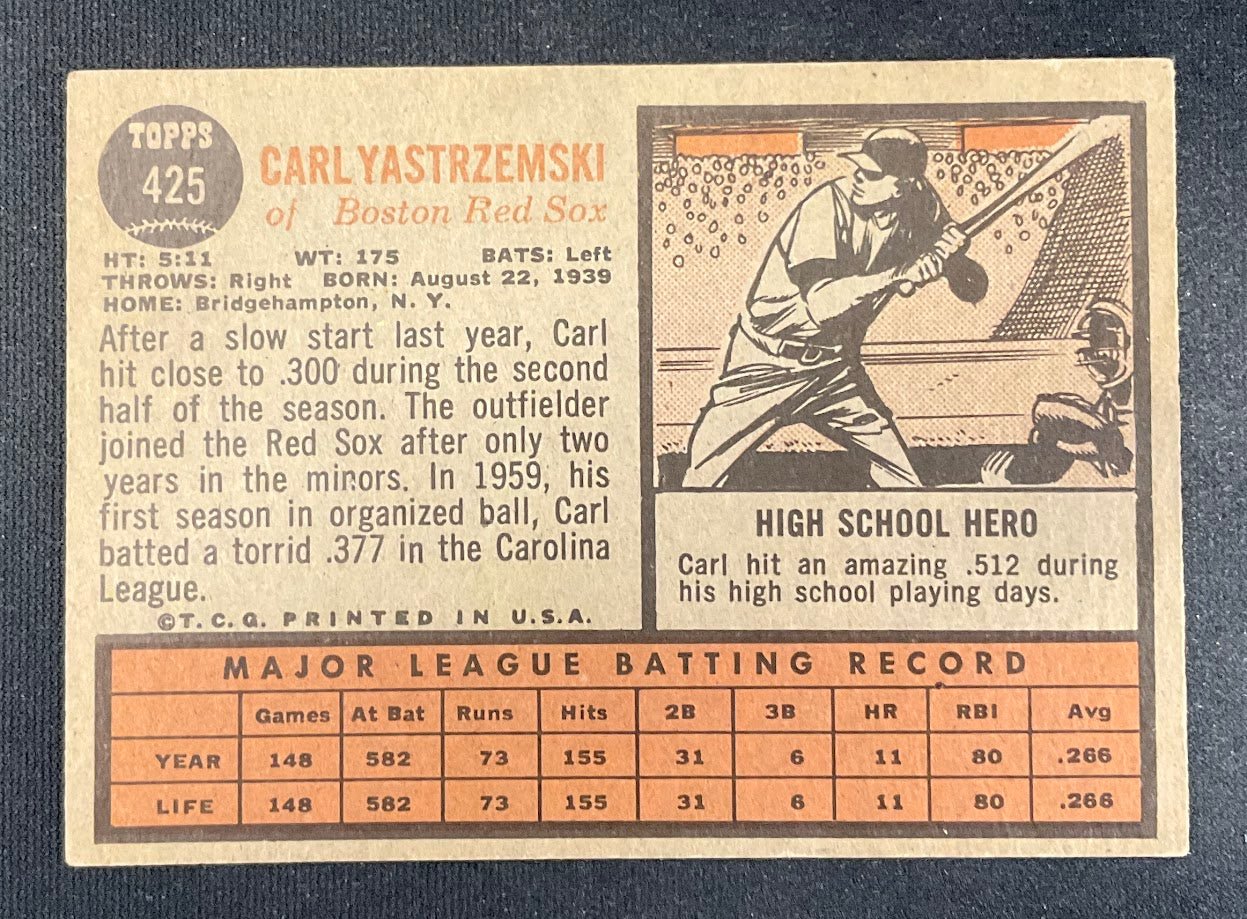 TOPPS
425
CARL YASTRZEMSKI
of Boston Red Sox
HT: 5:11 WT: 175 BATS: Left
THROWS: Right BORN: August 22, 1939
HOME: Bridgehampton, N. Y.
After a slow start last year, Carl
hit close to .300 during the second
half of the season. The outfielder
joined the Red Sox after only two
years in the minors. In 1959, his
first season in organized ball, Carl
batted a torrid .377 in the Carolina
League.
©T. C. G. PRINTED IN U.S.A.
HIGH SCHOOL HERO
Carl hit an amazing .512 during
his high school playing days.
MAJOR LEAGUE BATTING RECORD
Games At Bat Runs Hits 2B 3B HR RBI Avg
YEAR 148 582 73 155 31 6 11 80 .266
LIFE 148 582 73 155 31 6 11 80 .266